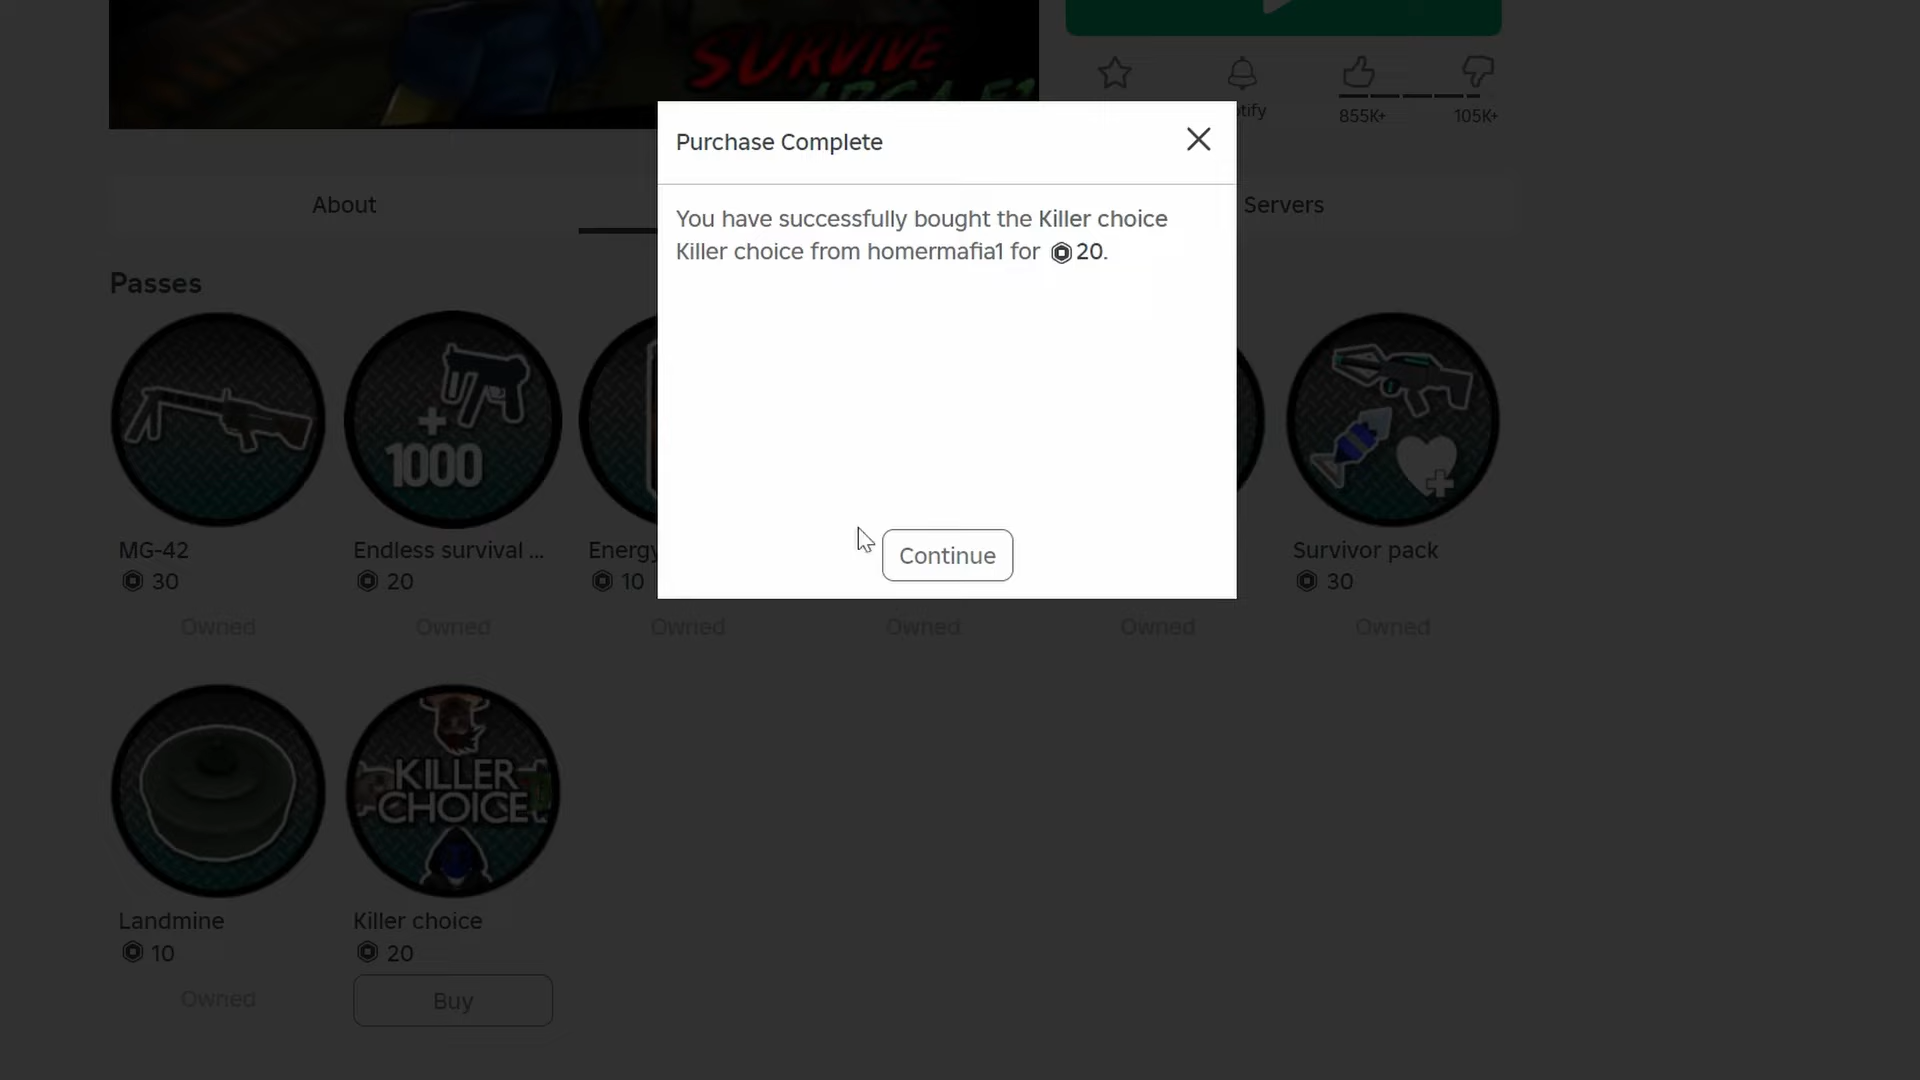 SURVIVE
Notify
855K+
105K+
Purchase Complete
You have successfully bought the Killer choice
Killer choice from homermafia1 for 20.
Continue
About
Servers
Passes
+
1000
MG-42
30
Owned
Endless survival ...
20
Owned
Energy
10
Owned
Owned
Owned
Survivor pack
30
Owned
KILLER
CHOICE
Landmine
10
Owned
Killer choice
20
Buy